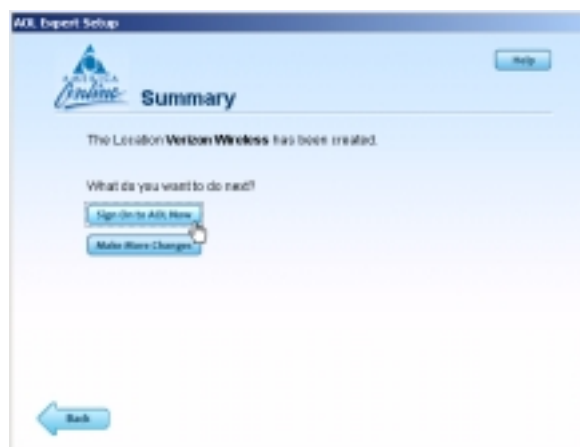 AOL Expert Setup
Help
AMERICA
Online
Summary
The Location Verizon Wireless has been created.
What do you want to do next?
Sign On to AOL Now
Make More Changes
Back